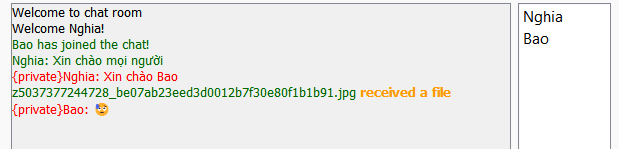 Welcome to chat room
Welcome Nghia!
Bao has joined the chat!
Nghia: Xin chào mọi người
{private}Nghia: Xin chào Bao
z5037377244728_be07ab23eed3d0012b7f30e80f1b1b91.jpg received a file
{private}Bao:
Nghia
Bao